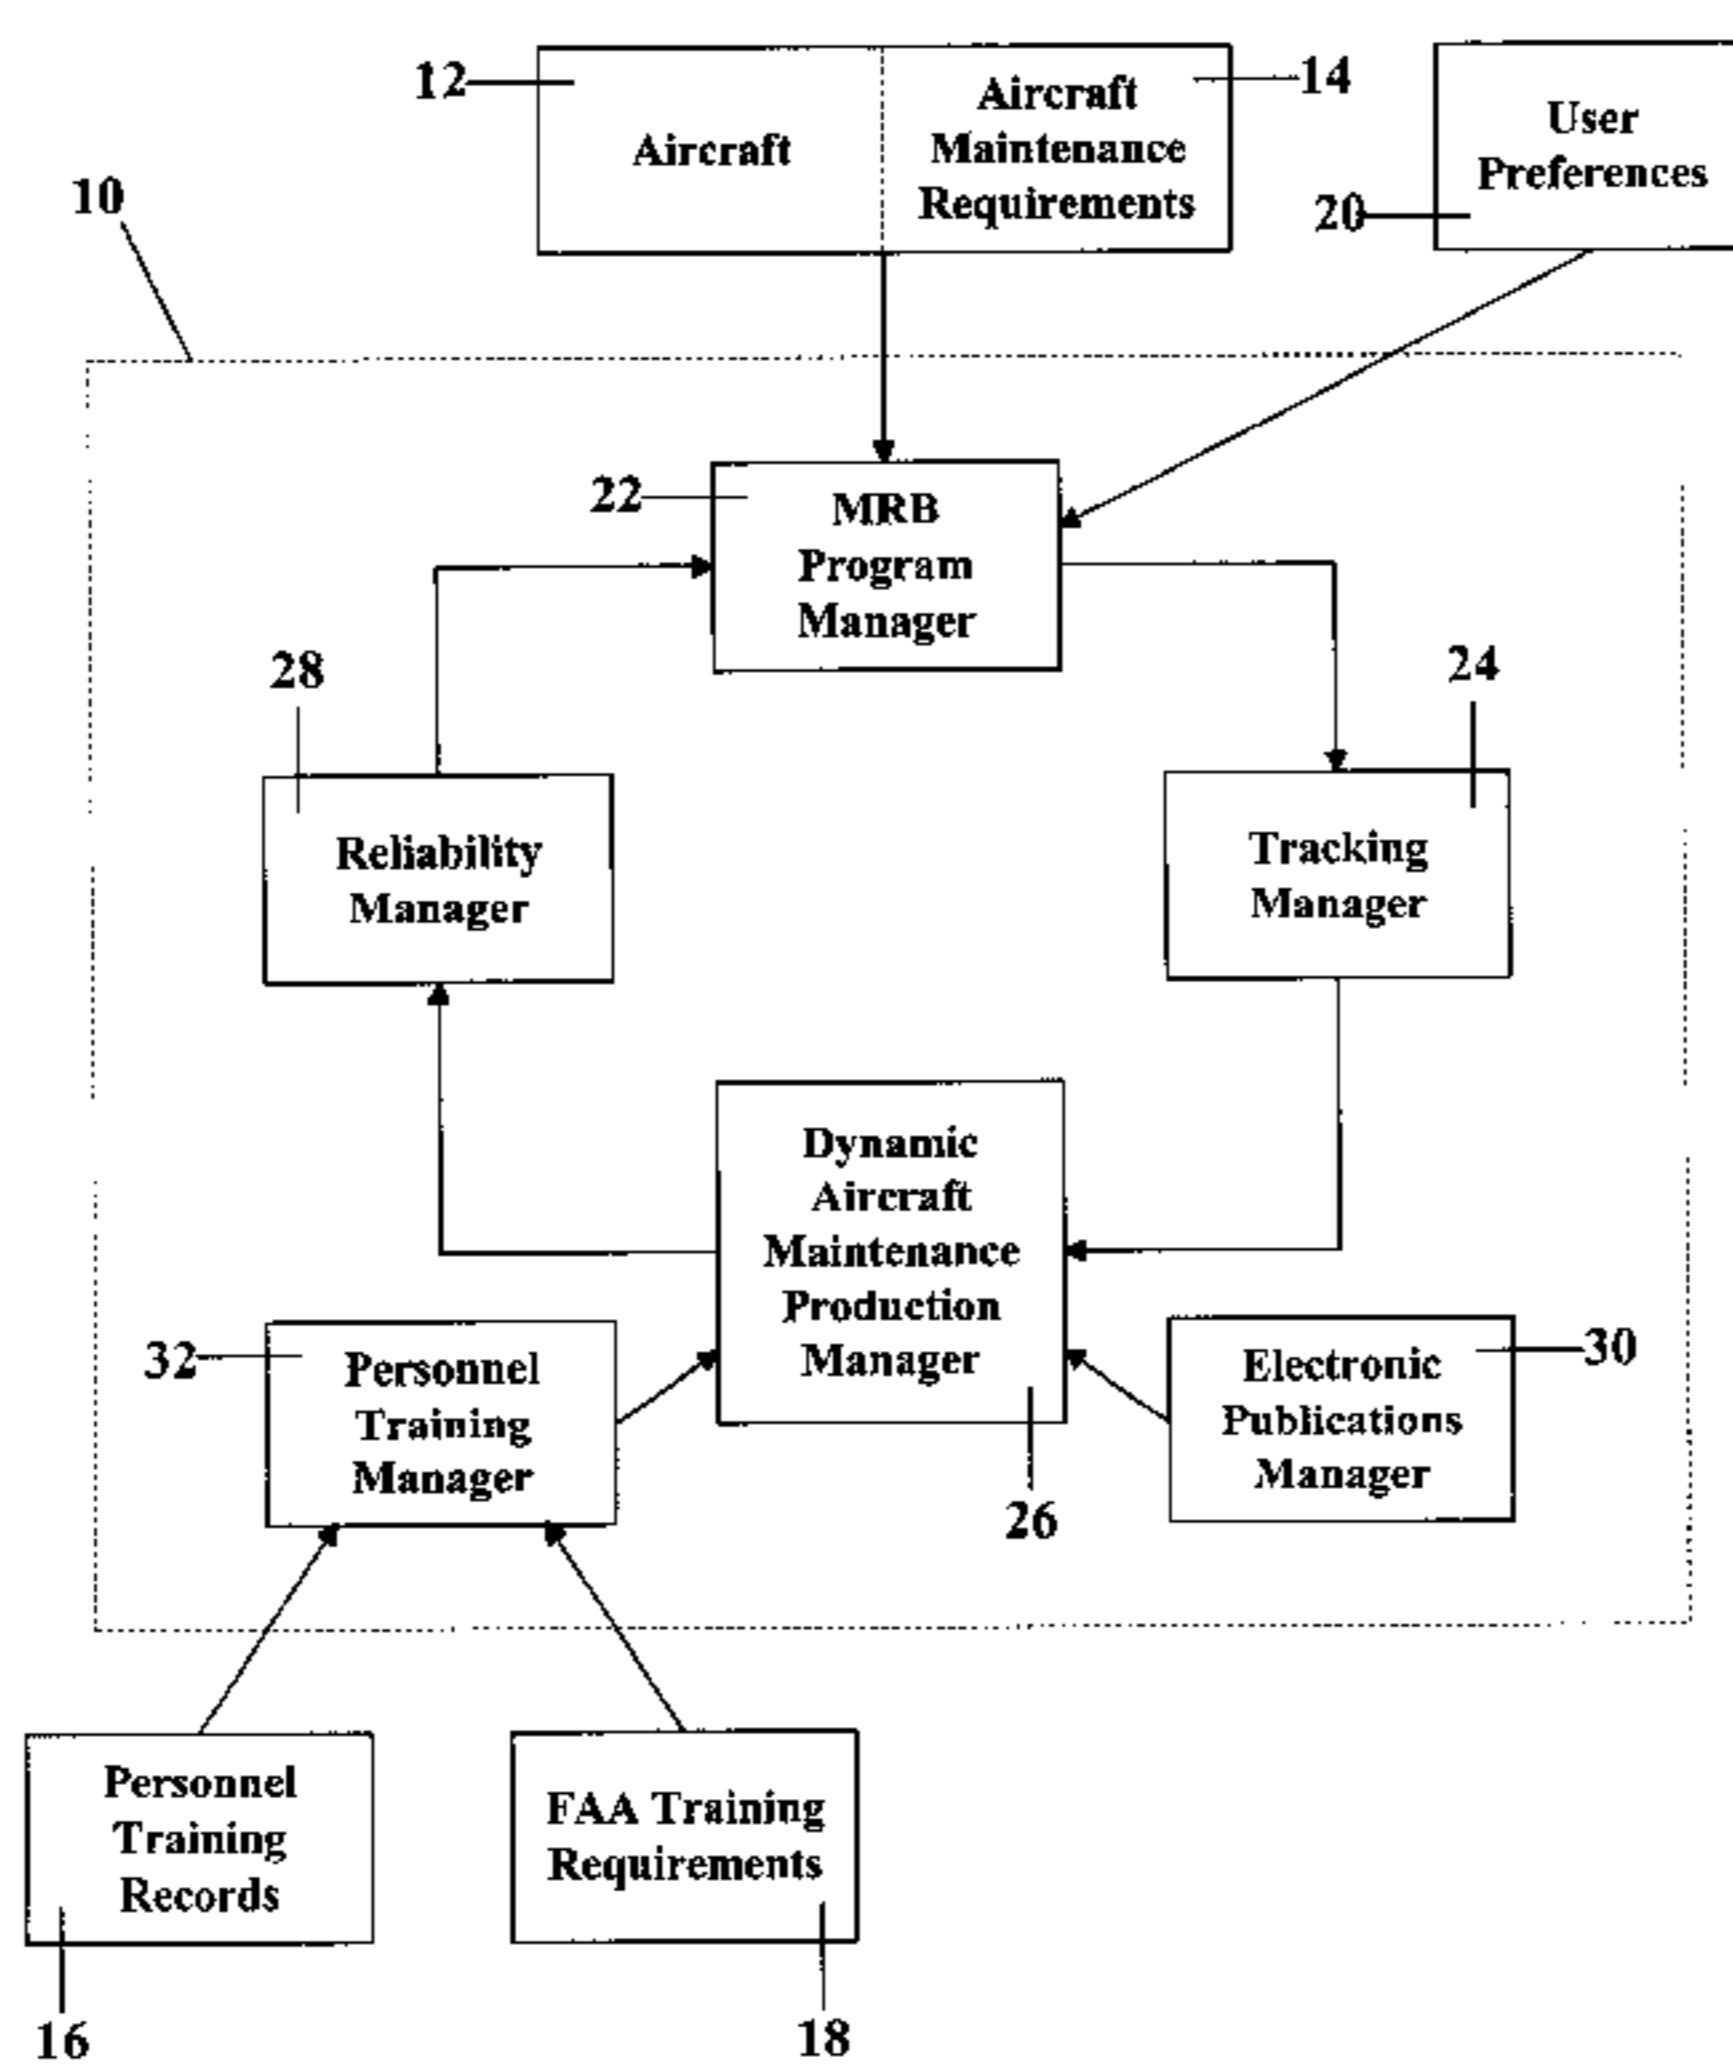 12
Aircraft
Aircraft
Maintenance
Requirements
14
User
Preferences
20
10
22
MRB
Program
Manager
28
24
Reliability
Manager
Tracking
Manager
Dynamic
Aircraft
Maintenance
Production
Manager
32
Personnel
Training
Manager
Electronic
Publications
Manager
30
26
Personnel
Training
Records
FAA Training
Requirements
16
18